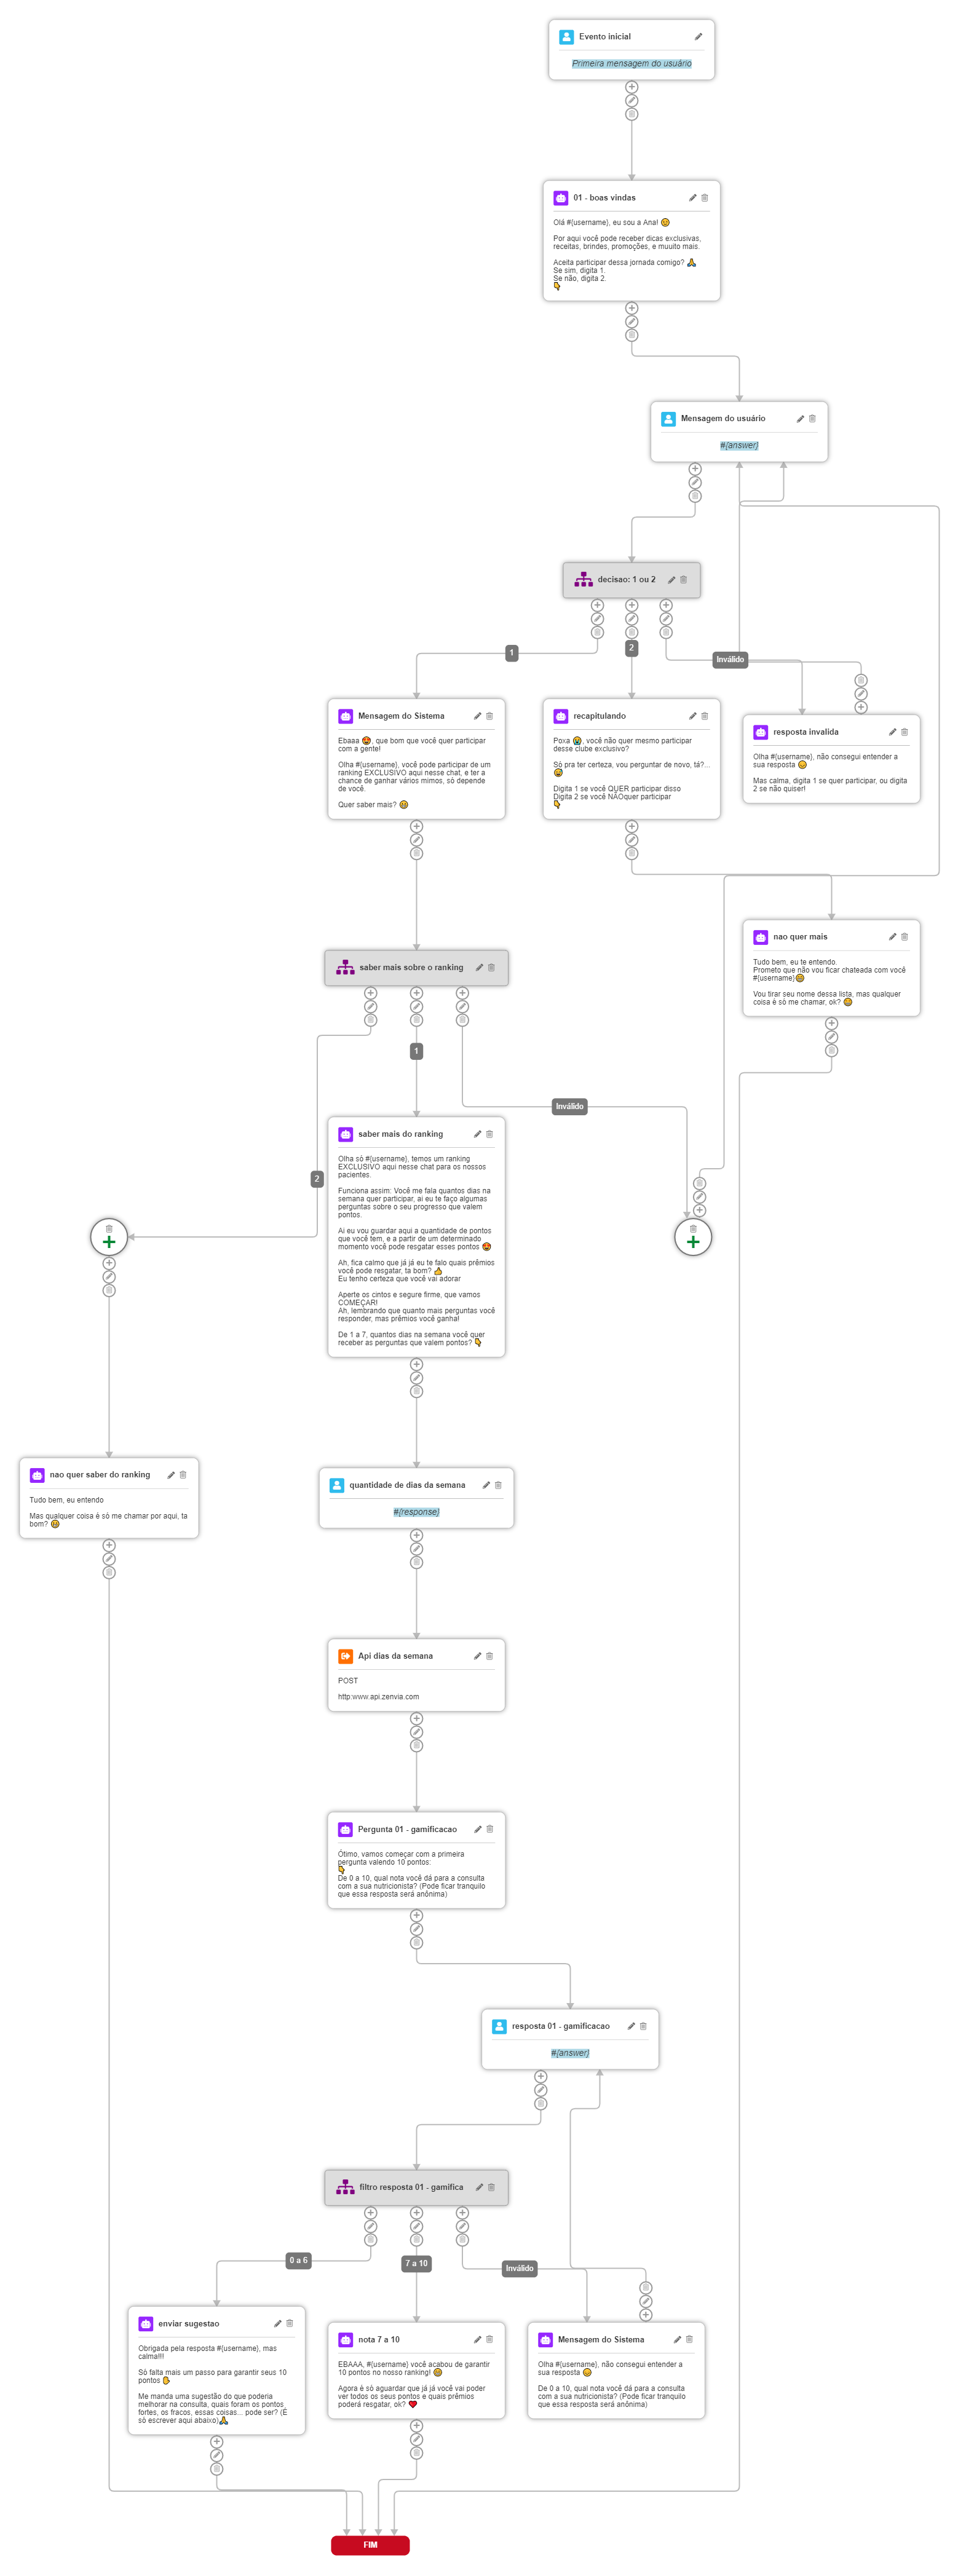 Evento inicial
Primeira mensagem do usuário
01 - boas vindas
Olá #{username}, eu sou a Ana!
Por aqui você pode receber dicas exclusivas,
receitas, brindes, promoções, e muuito mais.
Aceita participar dessa jornada comigo?
Se sim, digita 1.
Se não, digita 2.
Mensagem do usuário
#{answer}
decisao: 1 ou 2
1
2
Inválido
Mensagem do Sistema
Ebaaa , que bom que você quer participar
com a gente!
Olha #{username}, você pode participar de um
ranking EXCLUSIVO aqui nesse chat, e ter a
chance de ganhar vários mimos, só depende
de você.
Quer saber mais?
recapitulando
Poxa , você não quer mesmo participar
desse clube exclusivo?
Só pra ter certeza, vou perguntar de novo, tá?...
Digita 1 se você QUER participar disso
Digita 2 se você NÃOquer participar
resposta invalida
Olha #{username}, não consegui entender a
sua resposta
Mas calma, digita 1 se quer participar, ou digita
2 se não quiser!
nao quer mais
Tudo bem, eu te entendo.
Prometo que não vou ficar chateada com você
#{username}
Vou tirar seu nome dessa lista, mas qualquer
coisa é só me chamar, ok?
saber mais sobre o ranking
1
Inválido
2
saber mais do ranking
Olha só #{username}, temos um ranking
EXCLUSIVO aqui nesse chat para os nossos
pacientes.
Funciona assim: Você me fala quantos dias na
semana quer participar, ai eu te faço algumas
perguntas sobre o seu progresso que valem
pontos.
Ai eu vou guardar aqui a quantidade de pontos
que você tem, e a partir de um determinado
momento você pode resgatar esses pontos
Ah, fica calmo que já já eu te falo quais prêmios
você pode resgatar, ta bom?
Eu tenho certeza que você vai adorar
Aperte os cintos e segure firme, que vamos
COMEÇAR!
Ah, lembrando que quanto mais perguntas você
responder, mas prêmios você ganha!
De 1 a 7, quantos dias na semana você quer
receber as perguntas que valem pontos?
nao quer saber do ranking
Tudo bem, eu entendo
Mas qualquer coisa é só me chamar por aqui, ta
bom?
quantidade de dias da semana
#{response}
Api dias da semana
POST
http:www.api.zenvia.com
Pergunta 01 - gamificacao
Ótimo, vamos começar com a primeira
pergunta valendo 10 pontos:
De 0 a 10, qual nota você dá para a consulta
com a sua nutricionista? (Pode ficar tranquilo
que essa resposta será anônima)
resposta 01 - gamificacao
#{answer}
filtro resposta 01 - gamifica
0 a 6
7 a 10
Inválido
enviar sugestao
Obrigada pela resposta #{username}, mas
calma!!!!
Só falta mais um passo para garantir seus 10
pontos
Me manda uma sugestão do que poderia
melhorar na consulta, quais foram os pontos
fortes, os fracos, essas coisas... pode ser? (É
só escrever aqui abaixo)
nota 7 a 10
EBAAA, #{username} você acabou de garantir
10 pontos no nosso ranking!
Agora é só aguardar que já já você vai poder
ver todos os seus pontos e quais prêmios
poderá resgatar, ok?
Mensagem do Sistema
Olha #{username}, não consegui entender a
sua resposta
De 0 a 10, qual nota você dá para a consulta
com a sua nutricionista? (Pode ficar tranquilo
que essa resposta será anônima)
FIM